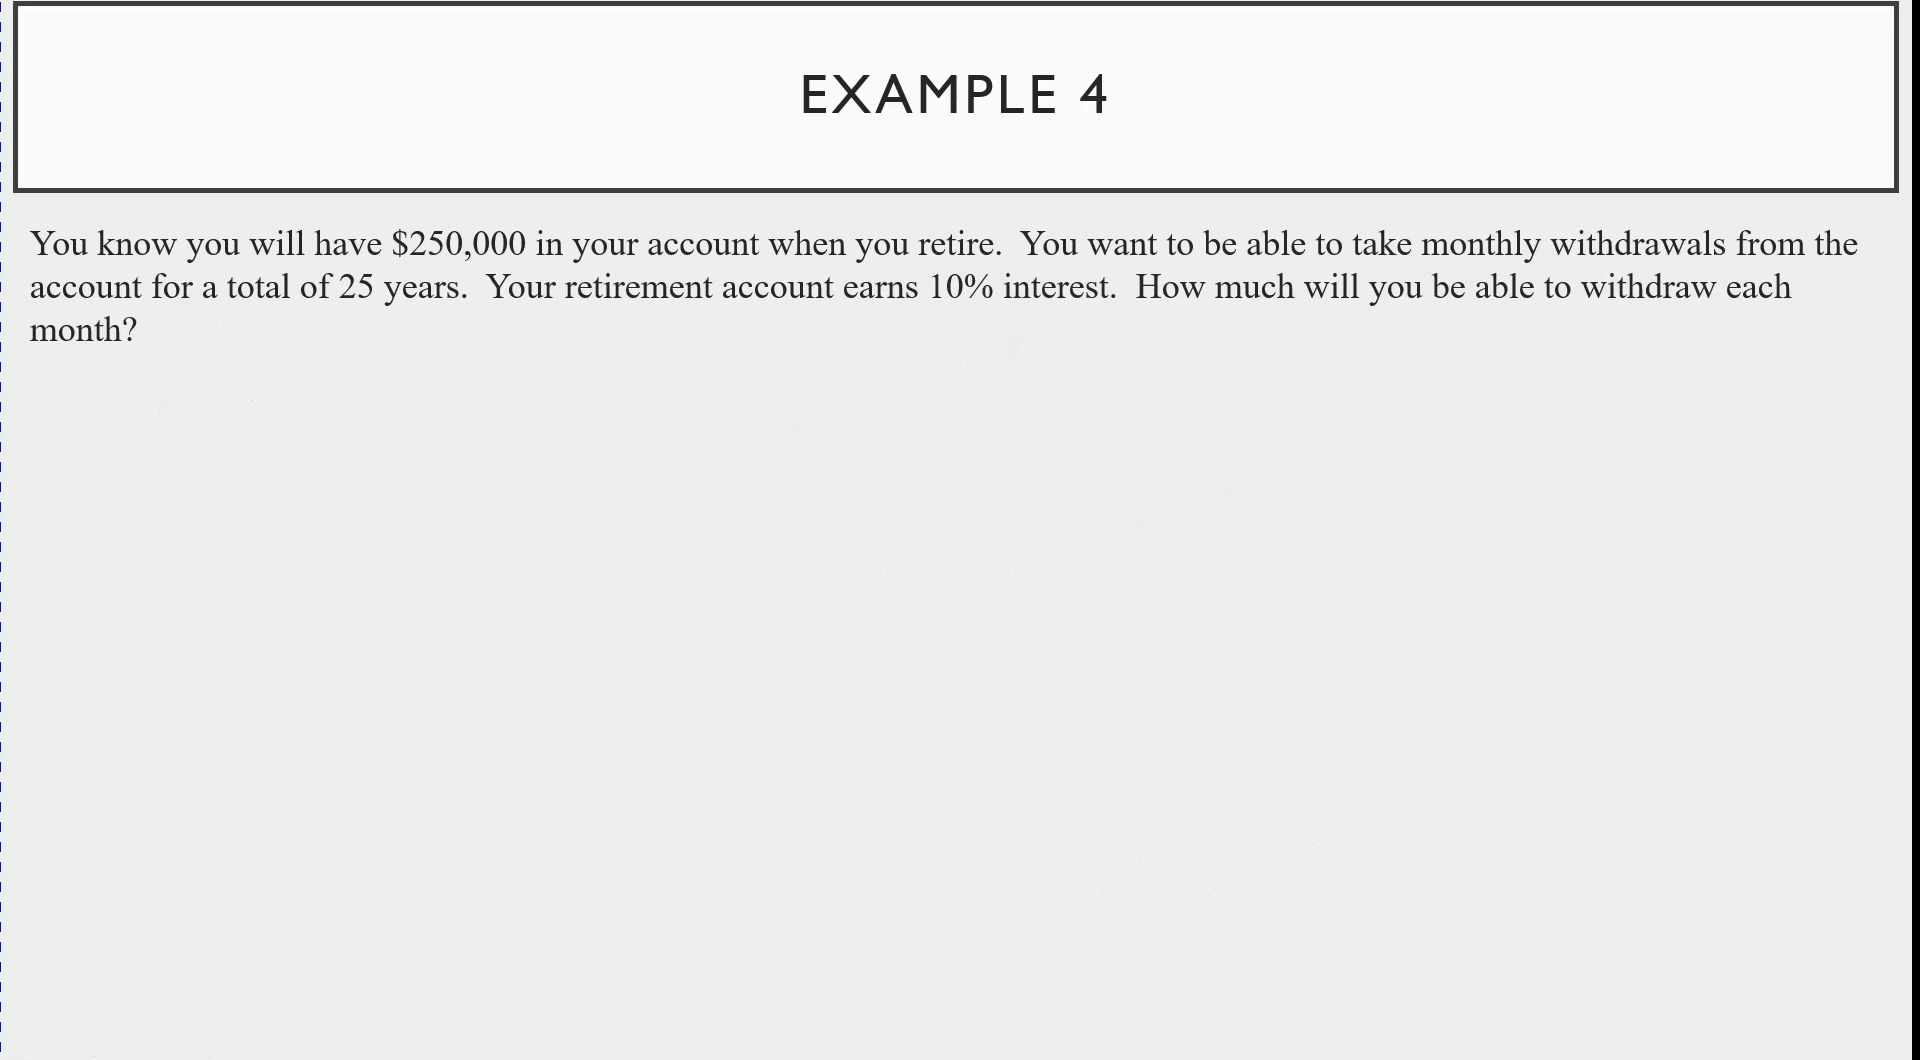 EXAMPLE 4
You know you will have $250,000 in your account when you retire.  You want to be able to take monthly withdrawals from the
account for a total of 25 years.  Your retirement account earns 10% interest.  How much will you be able to withdraw each
month?